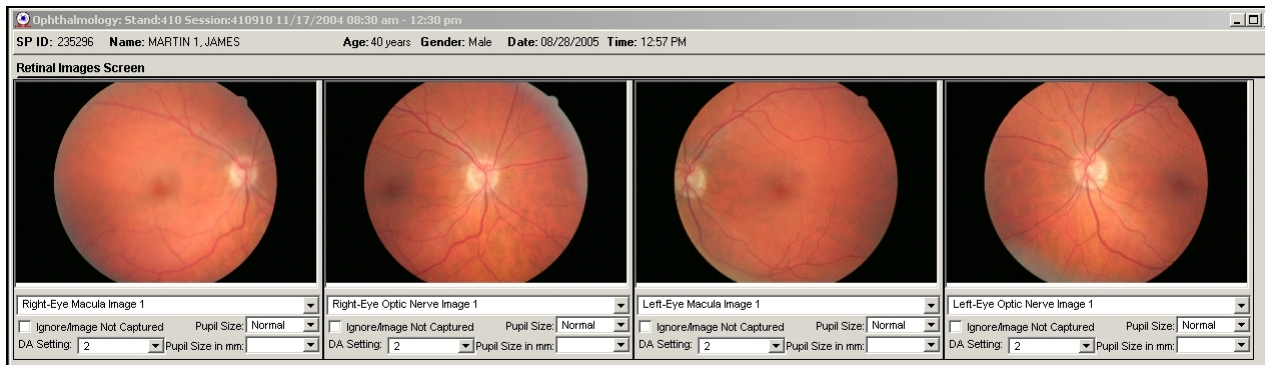 Ophthalmology: Stand:410 Session:410910 11/17/2004 08:30 am - 12:30 pm
SP ID: 235296 Name: MARTIN 1, JAMES Age: 40 years Gender: Male Date: 08/28/2005 Time: 12:57 PM
Retinal Images Screen
Right-Eye Macula Image 1 Right-Eye Optic Nerve Image 1 Left-Eye Macula Image 1 Left-Eye Optic Nerve Image 1
Ignore/Image Not Captured Pupil Size: Normal Ignore/Image Not Captured Pupil Size: Normal Ignore/Image Not Captured Pupil Size: Normal Ignore/Image Not Captured Pupil Size: Normal
DA Setting: 2 Pupil Size in mm: DA Setting: 2 Pupil Size in mm: DA Setting: 2 Pupil Size in mm: DA Setting: 2 Pupil Size in mm: